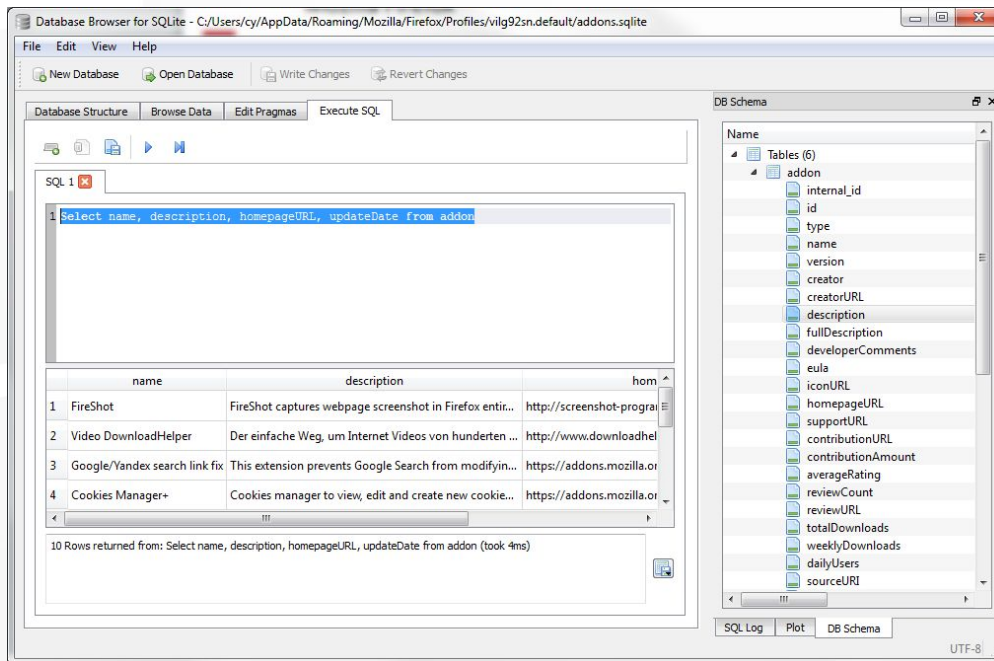 Database Browser for SQLite - C:/Users/cy/AppData/Roaming/Mozilla/Firefox/Profiles/vilg92sn.default/addons.sqlite
File Edit View Help
New Database Open Database Write Changes Revert Changes
Database Structure Browse Data Edit Pragmas Execute SQL
SQL 1
1 Select name, description, homepageURL, updateDate from addon
name description hom
1 FireShot FireShot captures webpage screenshot in Firefox entir... http://screenshot-prograr
2 Video DownloadHelper Der einfache Weg, um Internet Videos von hunderten ... http://www.downloadhel
3 Google/Yandex search link fix This extension prevents Google Search from modifyin... https://addons.mozilla.or
4 Cookies Manager+ Cookies manager to view, edit and create new cookie... https://addons.mozilla.or
10 Rows returned from: Select name, description, homepageURL, updateDate from addon (took 4ms)
DB Schema
Name
Tables (6)
addon
internal_id
id
type
name
version
creator
creatorURL
description
fullDescription
developerComments
eula
iconURL
homepageURL
supportURL
contributionURL
contributionAmount
averageRating
reviewCount
reviewURL
totalDownloads
weeklyDownloads
dailyUsers
sourceURI
SQL Log Plot DB Schema
UTF-8